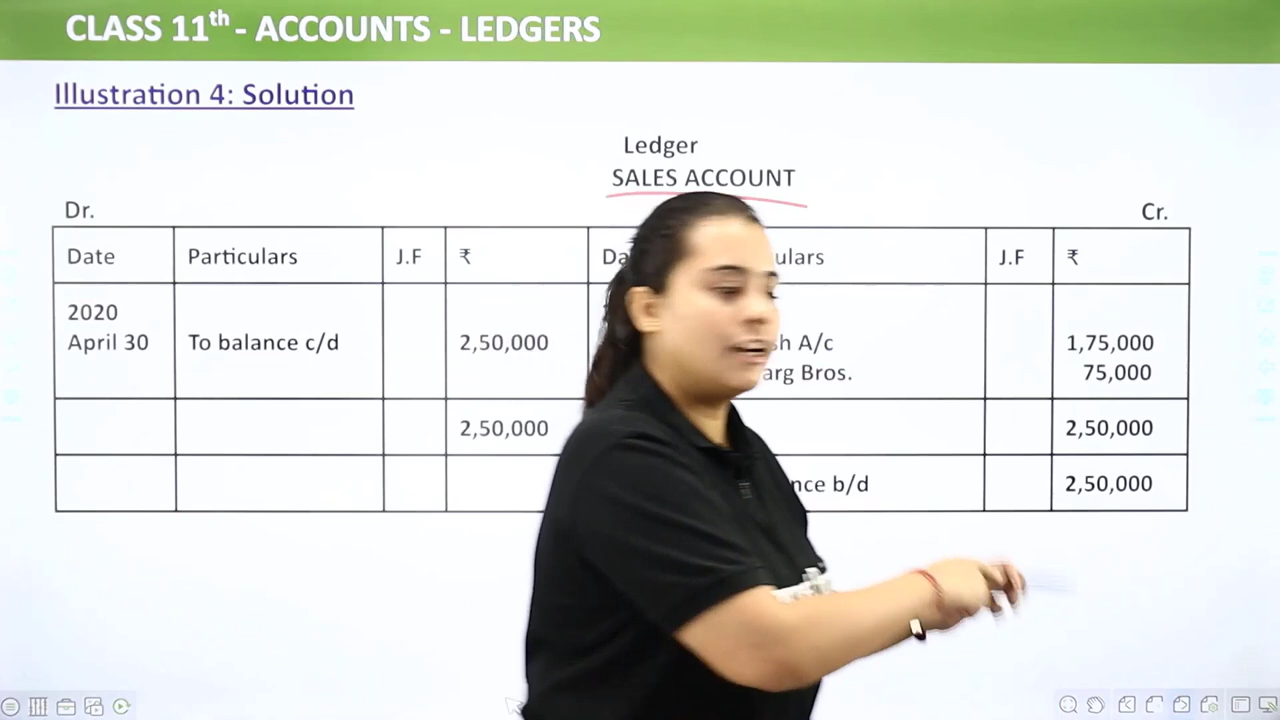 CLASS 11th - ACCOUNTS - LEDGERS
Illustration 4: Solution
Ledger
SALES ACCOUNT
Dr. Cr.
Date Particulars J.F ₹ J.F ₹
2020
April 30 To balance c/d 2,50,000 A/c 1,75,000
Bros. 75,000
2,50,000 2,50,000
b/d 2,50,000